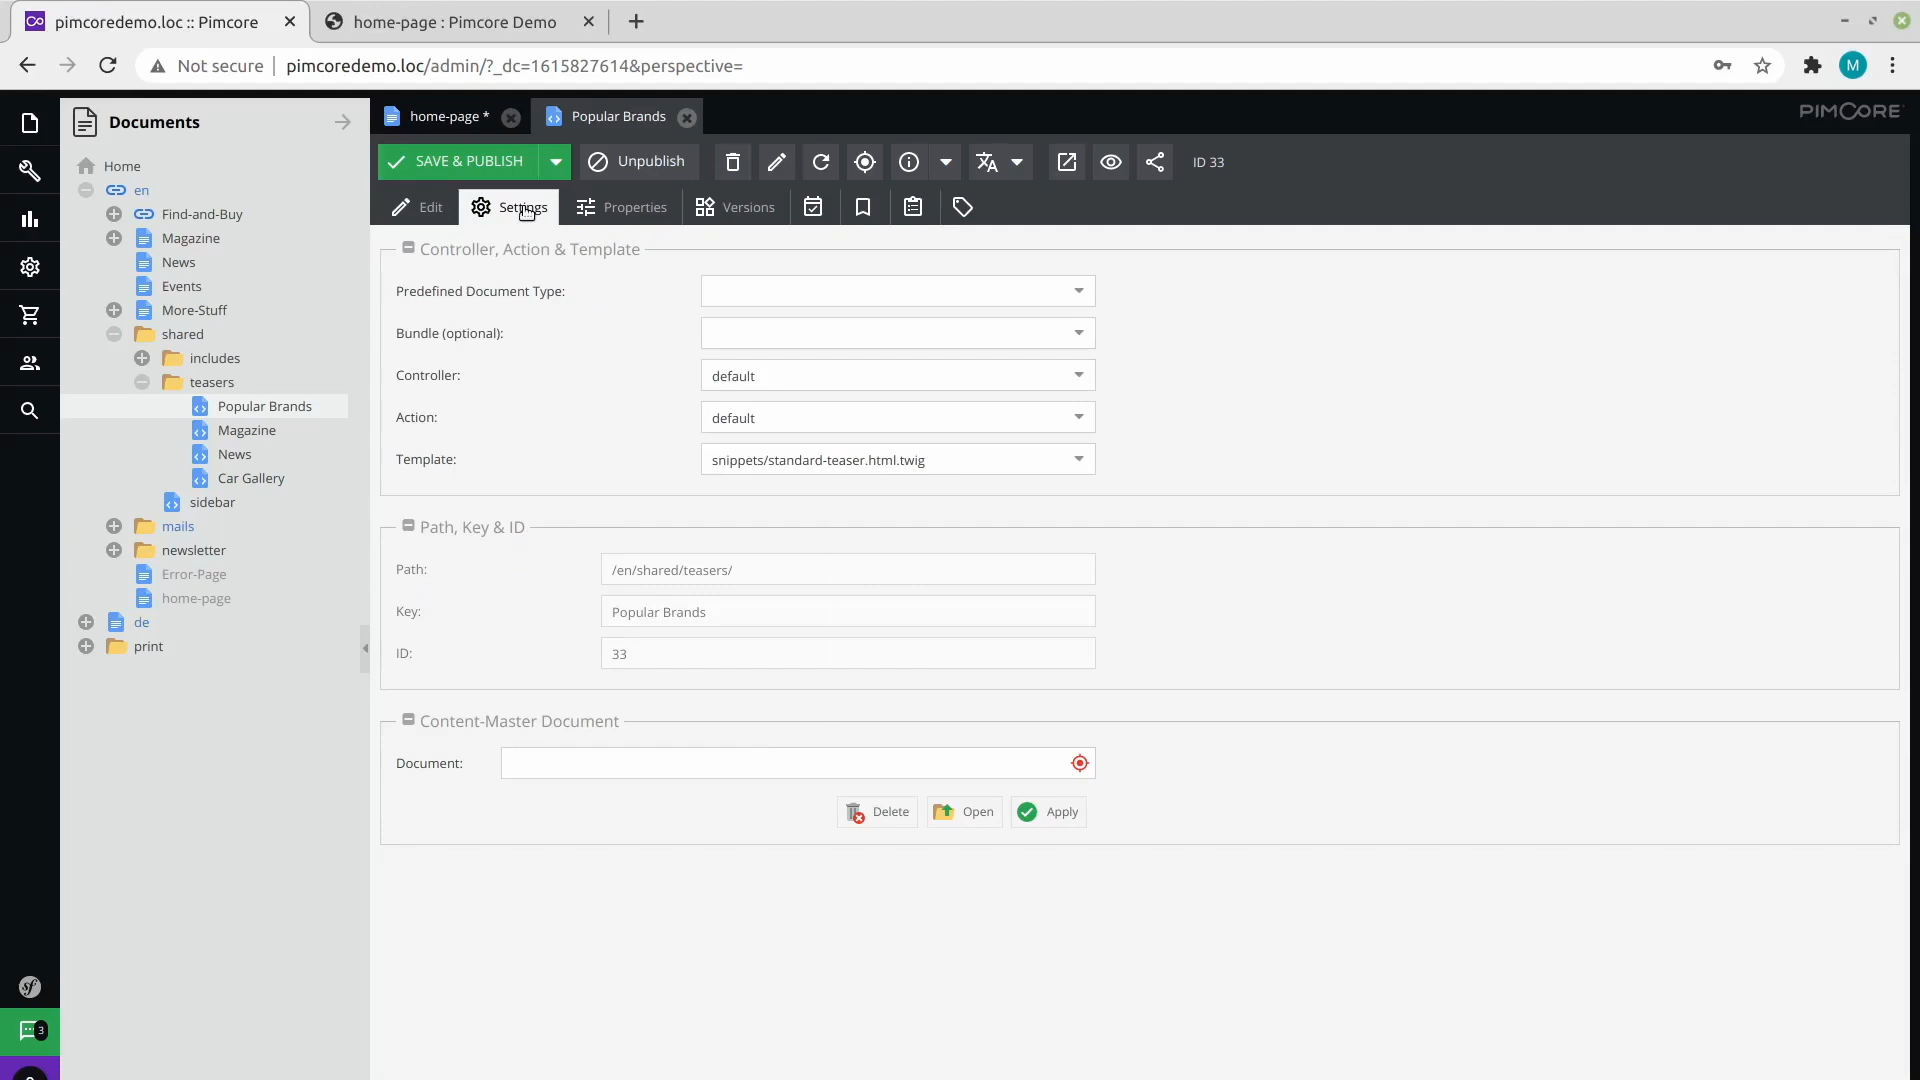 pimcoredemo.loc :: Pimcore
home-page : Pimcore Demo
Not secure
pimcoredemo.loc/admin/?_dc=1615827614&perspective=
M
Documents
Home
en
Find-and-Buy
Magazine
News
Events
More-Stuff
shared
includes
teasers
Popular Brands
Magazine
News
Car Gallery
sidebar
mails
newsletter
Error-Page
home-page
de
print
3
home-page *
Popular Brands
PIMCORE
SAVE & PUBLISH
Unpublish
ID 33
Edit
Settings
Properties
Versions
Controller, Action & Template
Predefined Document Type:
Bundle (optional):
Controller:
default
Action:
default
Template:
snippets/standard-teaser.html.twig
Path, Key & ID
Path:
/en/shared/teasers/
Key:
Popular Brands
ID:
33
Content-Master Document
Document:
Delete
Open
Apply